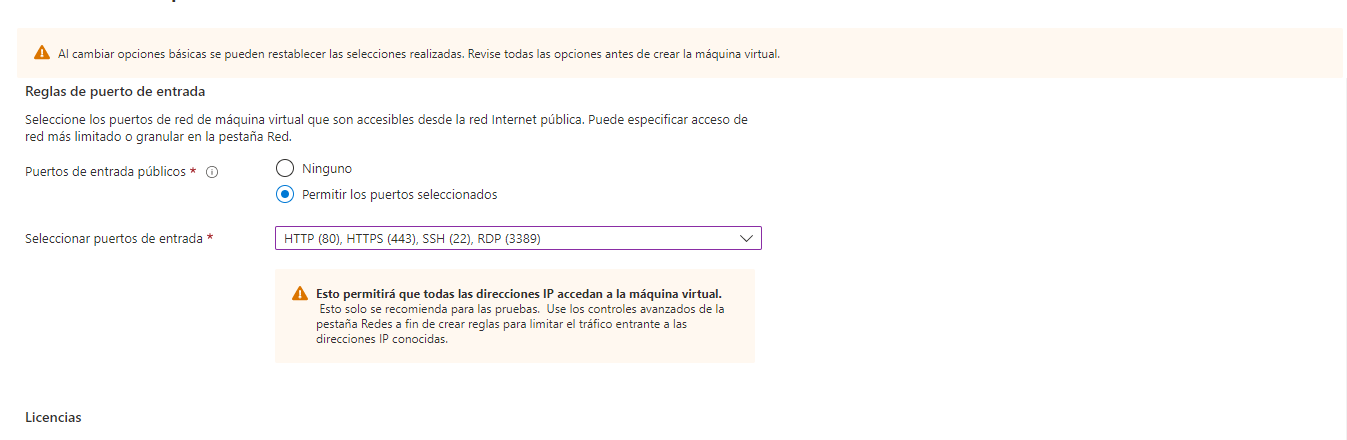 Al cambiar opciones básicas se pueden restablecer las selecciones realizadas. Revise todas las opciones antes de crear la máquina virtual.
Reglas de puerto de entrada
Seleccione los puertos de red de máquina virtual que son accesibles desde la red Internet pública. Puede especificar acceso de
red más limitado o granular en la pestaña Red.
Puertos de entrada públicos *
Ninguno
Permitir los puertos seleccionados
Seleccionar puertos de entrada *
HTTP (80), HTTPS (443), SSH (22), RDP (3389)
Esto permitirá que todas las direcciones IP accedan a la máquina virtual.
Esto solo se recomienda para las pruebas. Use los controles avanzados de la
pestaña Redes a fin de crear reglas para limitar el tráfico entrante a las
direcciones IP conocidas.
Licencias